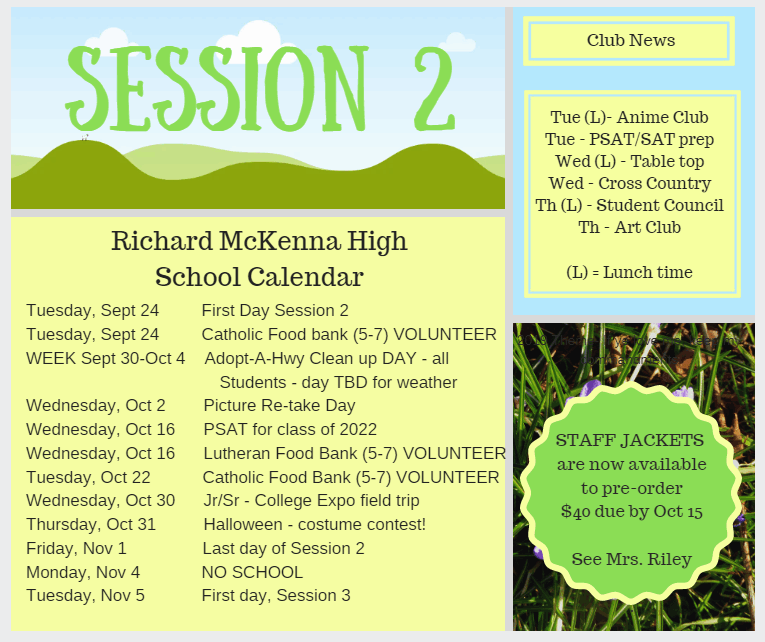 SESSION 2
Richard McKenna High
School Calendar
Tuesday, Sept 24 First Day Session 2
Tuesday, Sept 24 Catholic Food bank (5-7) VOLUNTEER
WEEK Sept 30-Oct 4 Adopt-A-Hwy Clean up DAY - all
Students - day TBD for weather
Wednesday, Oct 2 Picture Re-take Day
Wednesday, Oct 16 PSAT for class of 2022
Wednesday, Oct 16 Lutheran Food Bank (5-7) VOLUNTEER
Tuesday, Oct 22 Catholic Food Bank (5-7) VOLUNTEER
Wednesday, Oct 30 Jr/Sr - College Expo field trip
Thursday, Oct 31 Halloween - costume contest!
Friday, Nov 1 Last day of Session 2
Monday, Nov 4 NO SCHOOL
Tuesday, Nov 5 First day, Session 3
Club News
Tue (L)- Anime Club
Tue - PSAT/SAT prep
Wed (L) - Table top
Wed - Cross Country
Th (L) - Student Council
Th - Art Club
(L) = Lunch time
STAFF JACKETS
are now available
to pre-order
$40 due by Oct 15
See Mrs. Riley